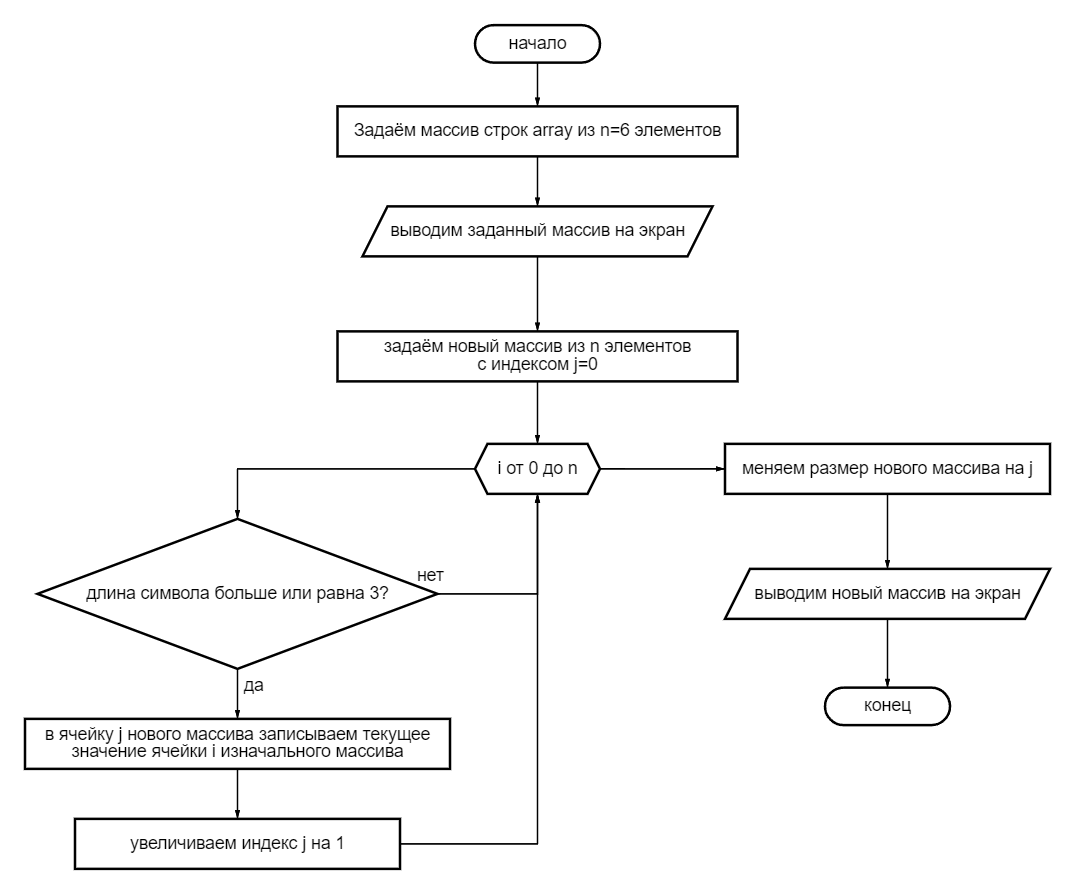 начало
Задаём массив строк array из n=6 элементов
выводим заданный массив на экран
задаём новый массив из n элементов
с индексом j=0
i от 0 до n
меняем размер нового массива на j
длина символа больше или равна 3?
нет
выводим новый массив на экран
да
конец
в ячейку j нового массива записываем текущее
значение ячейки i изначального массива
увеличиваем индекс j на 1